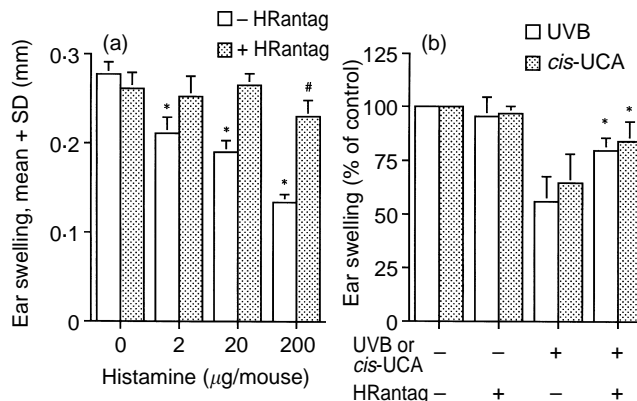 (a)
– HRantag
+ HRantag
Ear swelling, mean + SD (mm)
0·3
0.2
0.1
0
*
*
*
#
0 2 20 200
Histamine (μg/mouse)
(b)
UVB
cis-UCA
Ear swelling (% of control)
125
100
75
50
25
0
*
*
UVB or
cis-UCA – – + +
HRantag – + – +